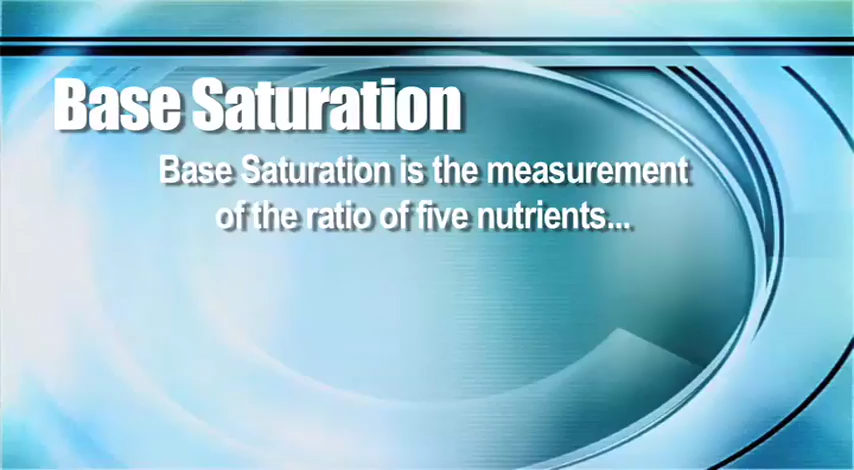 Base Saturation
Base Saturation is the measurement
of the ratio of five nutrients...